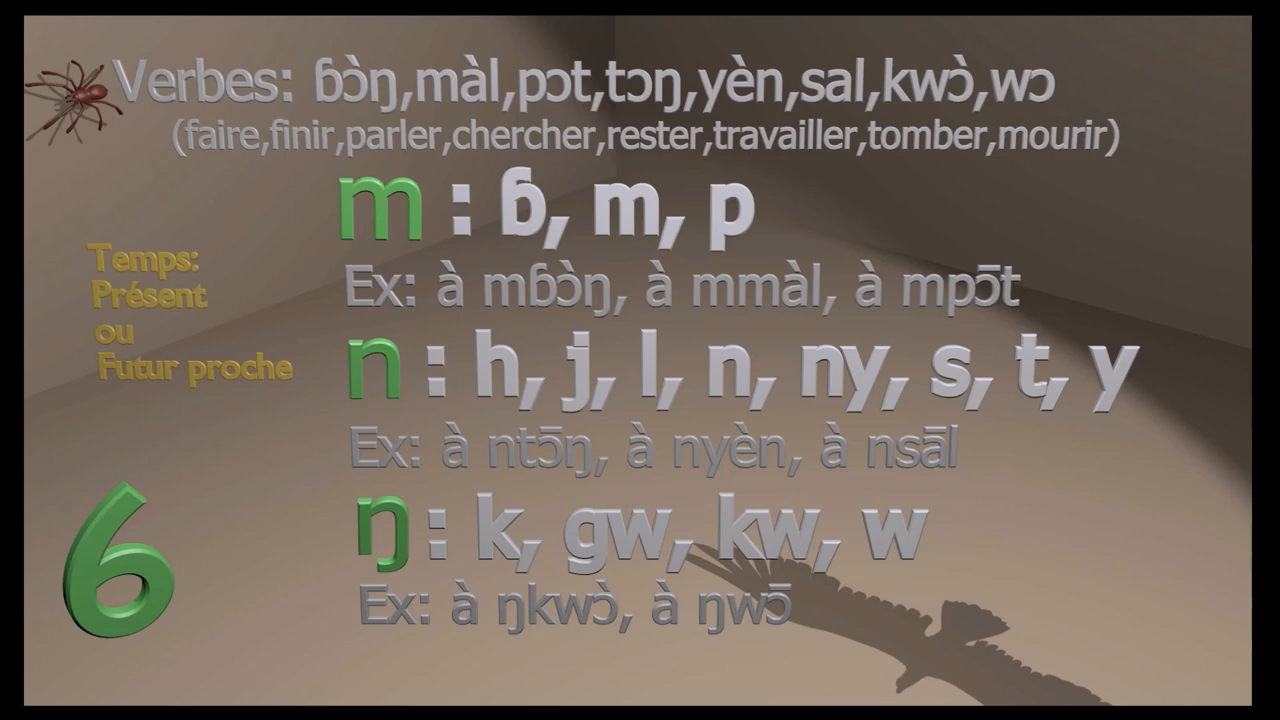 Verbes: ɓɔ̀ŋ,màl,pɔt,tɔŋ,yèn,sal,kwɔ̀,wɔ
(faire,finir,parler,chercher,rester,travailler,tomber,mourir)
m : ɓ, m, p
Ex: à mɓɔ̀ŋ, à mmàl, à mpɔ̄t
Temps:
Présent
ou
Futur proche
n : h, j, l, n, ny, s, t, y
Ex: à ntɔ̄ŋ, à nyèn, à nsāl
6
ŋ : k, gw, kw, w
Ex: à ŋkwɔ̀, à ŋwɔ̄